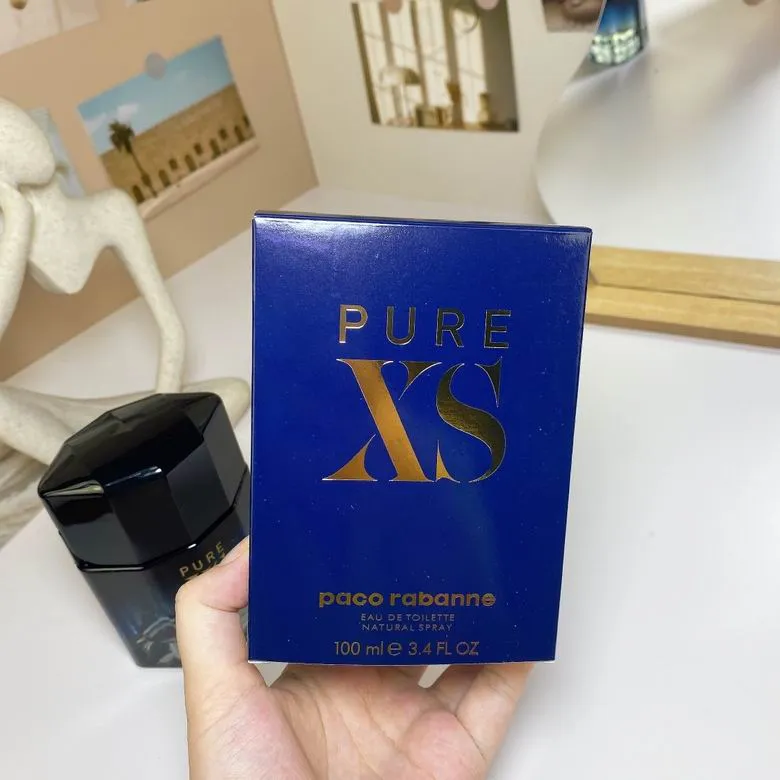 PURE
XS
paco rabanne
EAU DE TOILETTE
NATURAL SPRAY
100 ml ℮ 3.4 FL OZ
PURE